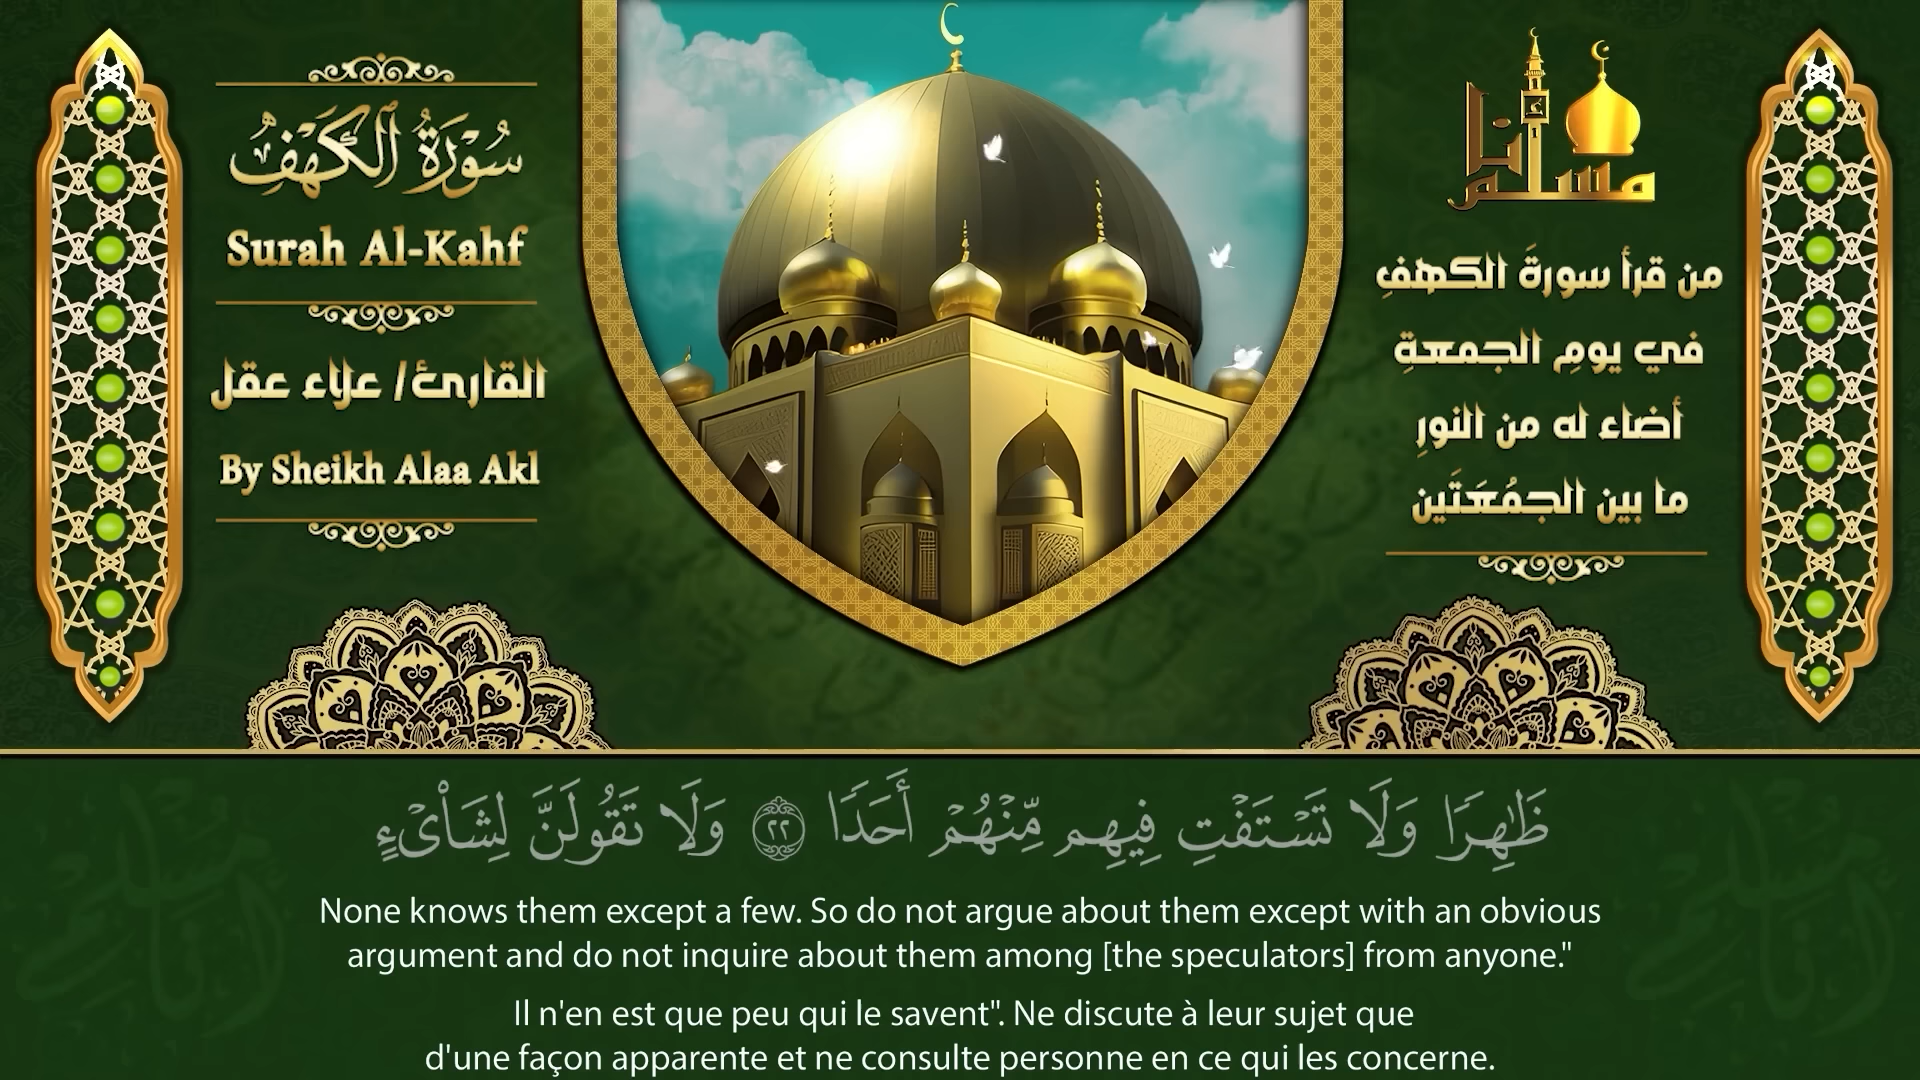 سُورَةُ الكَهْفِ
Surah Al-Kahf
القارئ/ علاء عقل
By Sheikh Alaa Akl
أنا
مسلم
من قرأ سورةَ الكهفِ
في يومِ الجمعةِ
أضاء له من النورِ
ما بين الجمُعَتَين
ظَٰهِرًا وَلَا تَسْتَفْتِ فِيهِم مِّنْهُمْ أَحَدًا ٢٢ وَلَا تَقُولَنَّ لِشَا۟ىْءٍ
None knows them except a few. So do not argue about them except with an obvious
argument and do not inquire about them among [the speculators] from anyone."
Il n'en est que peu qui le savent". Ne discute à leur sujet que
d'une façon apparente et ne consulte personne en ce qui les concerne.